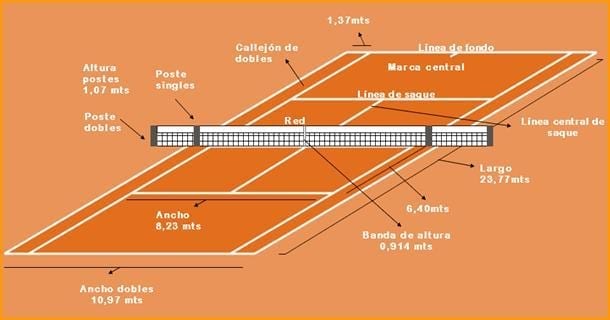 1,37mts
Línea de fondo
Callejón de
dobles
Marca central
Altura
postes
1,07 mts
Poste
singles
Línea de saque
Poste
dobles
Red
Línea central de
saque
Largo
23,77mts
6,40mts
Ancho
8,23 mts
Banda de altura
0,914 mts
Ancho dobles
10,97 mts